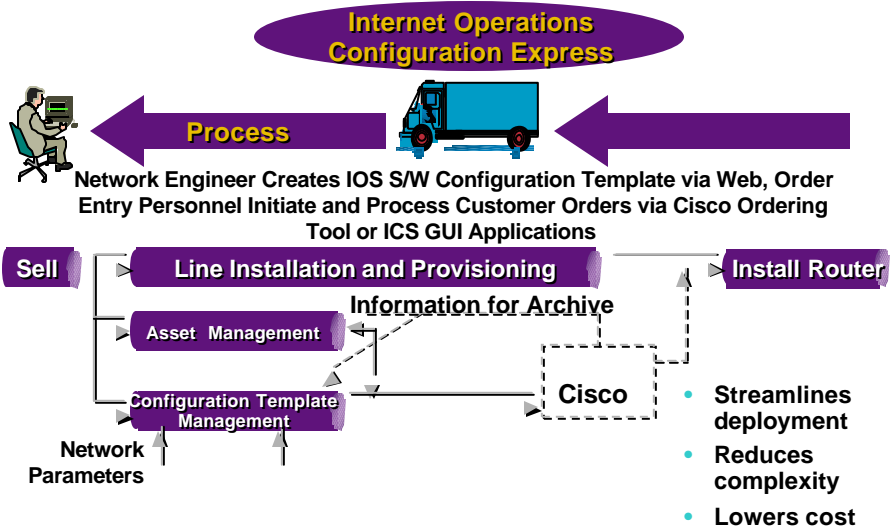 Internet Operations
Configuration Express
Process
Network Engineer Creates IOS S/W Configuration Template via Web, Order
Entry Personnel Initiate and Process Customer Orders via Cisco Ordering
Tool or ICS GUI Applications
Sell
Line Installation and Provisioning
Install Router
Information for Archive
Asset Management
Configuration Template
Management
Cisco
Network
Parameters
• Streamlines
deployment
• Reduces
complexity
• Lowers cost